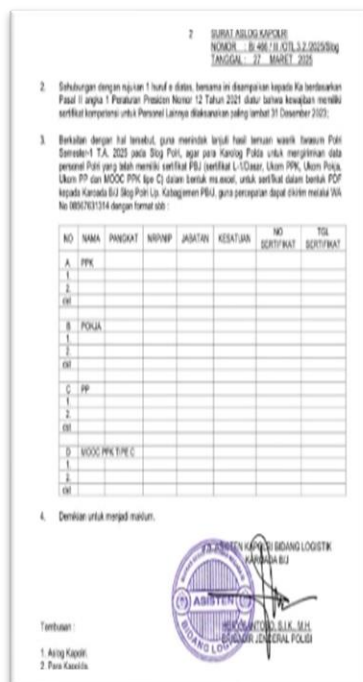 2 SURAT ASLOG KAPOLRI
NOMOR : B/ 466 / III /OTL.3.2./2025/Slog
TANGGAL : 27 MARET 2025
2. Sehubungan dengan rujukan 1 huruf e diatas, bersama ini disampaikan kepada Ka berdasarkan
Pasal II angka 1 Peraturan Presiden Nomor 12 Tahun 2021 diatur bahwa kewajiban memiliki
sertifikat kompetensi untuk Personel Lainnya dilaksanakan paling lambat 31 Desember 2023;
3. Berkaitan dengan hal tersebut, guna menindak lanjuti hasil temuan wasrik Itwasum Polri
Semester-1 T.A. 2025 pada Slog Polri, agar para Karolog Polda untuk mengirimkan data
personel Polri yang telah memiliki sertifikat PBJ (sertifikat L-1/Dasar, Ukom PPK, Ukom Pokja,
Ukom PP dan MOOC PPK tipe C) dalam bentuk ms.excel, untuk sertifikat dalam bentuk PDF
kepada Karoada B/J Slog Polri Up. Kabagjemen PBJ, guna percepatan dapat dikirim melalui WA
No 08567631314 dengan format sbb :
NO NAMA PANGKAT NRP/NIP JABATAN KESATUAN NO SERTIFIKAT TGL SERTIFIKAT
A PPK
1.
2.
dst
B POKJA
1.
2.
dst
C PP
1.
2.
dst
D MOOC PPK TIPE C
1.
2.
dst
4. Demikian untuk menjadi maklum.
ASISTEN KAPOLRI BIDANG LOGISTIK
KAROADA B/J
ASISTEN
BIDANG LOGISTIK
S.I.K., M.H.
BRIGADIR JENDERAL POLISI
Tembusan :
1. Aslog Kapolri.
2. Para Kapolda.